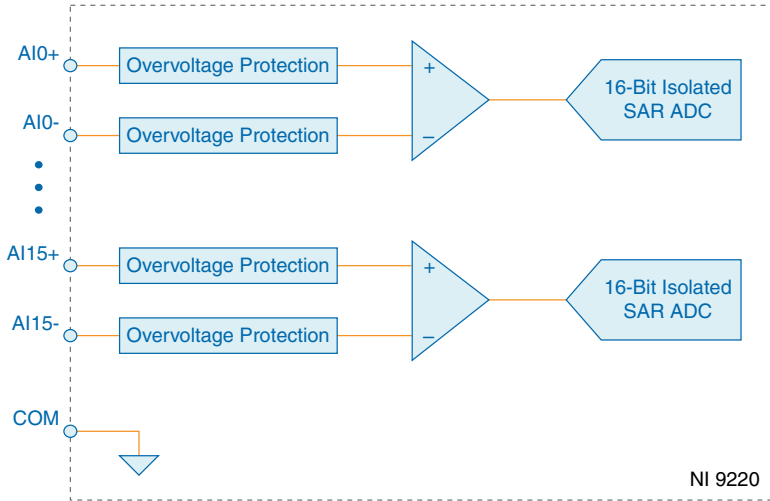 AI0+
Overvoltage Protection
+
16-Bit Isolated
SAR ADC
AI0-
Overvoltage Protection
−
AI15+
Overvoltage Protection
+
16-Bit Isolated
SAR ADC
AI15-
Overvoltage Protection
−
COM
NI 9220